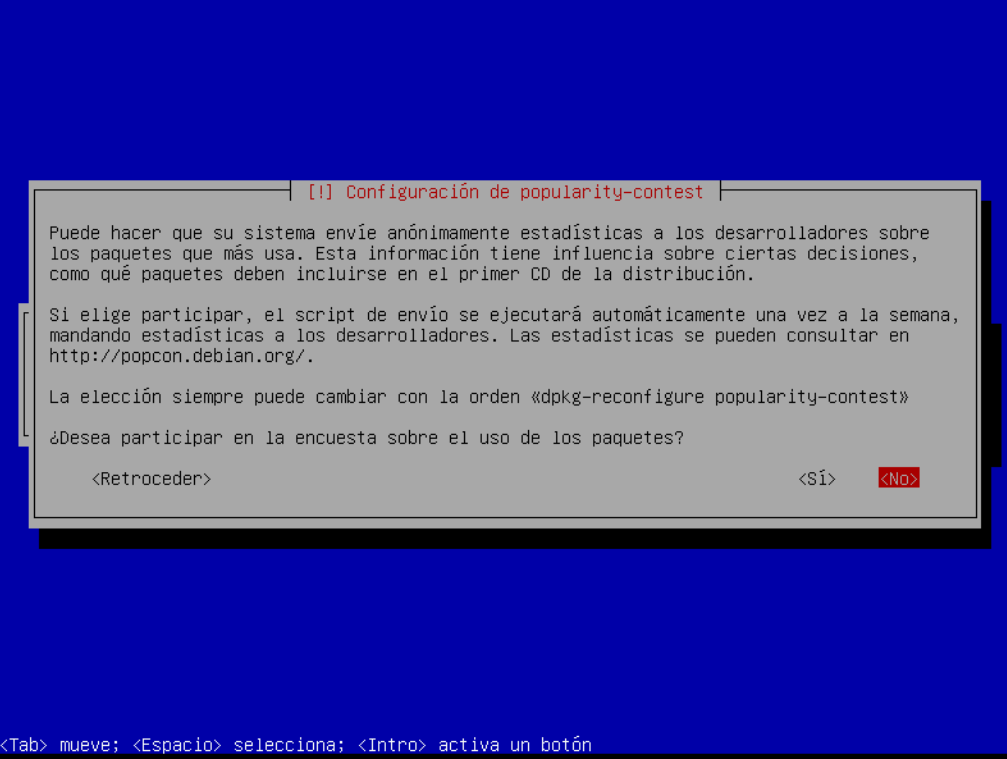 [!] Configuración de popularity-contest
Puede hacer que su sistema envíe anónimamente estadísticas a los desarrolladores sobre
los paquetes que más usa. Esta información tiene influencia sobre ciertas decisiones,
como qué paquetes deben incluirse en el primer CD de la distribución.
Si elige participar, el script de envío se ejecutará automáticamente una vez a la semana,
mandando estadísticas a los desarrolladores. Las estadísticas se pueden consultar en
http://popcon.debian.org/.
La elección siempre puede cambiar con la orden «dpkg-reconfigure popularity-contest»
¿Desea participar en la encuesta sobre el uso de los paquetes?
<Retroceder> <Sí> <No>
<Tab> mueve; <Espacio> selecciona; <Intro> activa un botón